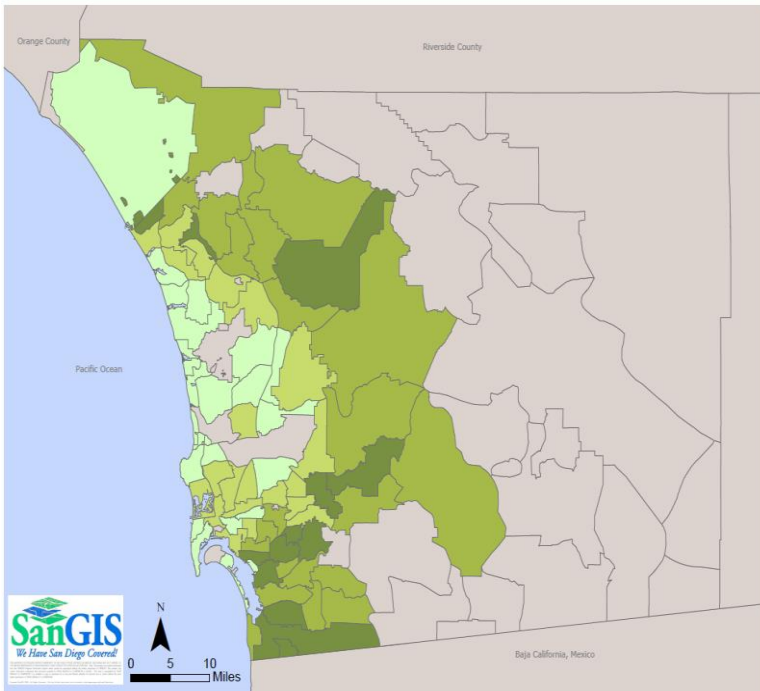 Orange County
Riverside County
Pacific Ocean
SanGIS
We Have San Diego Covered!
N
0 5 10
Miles
Baja California, Mexico